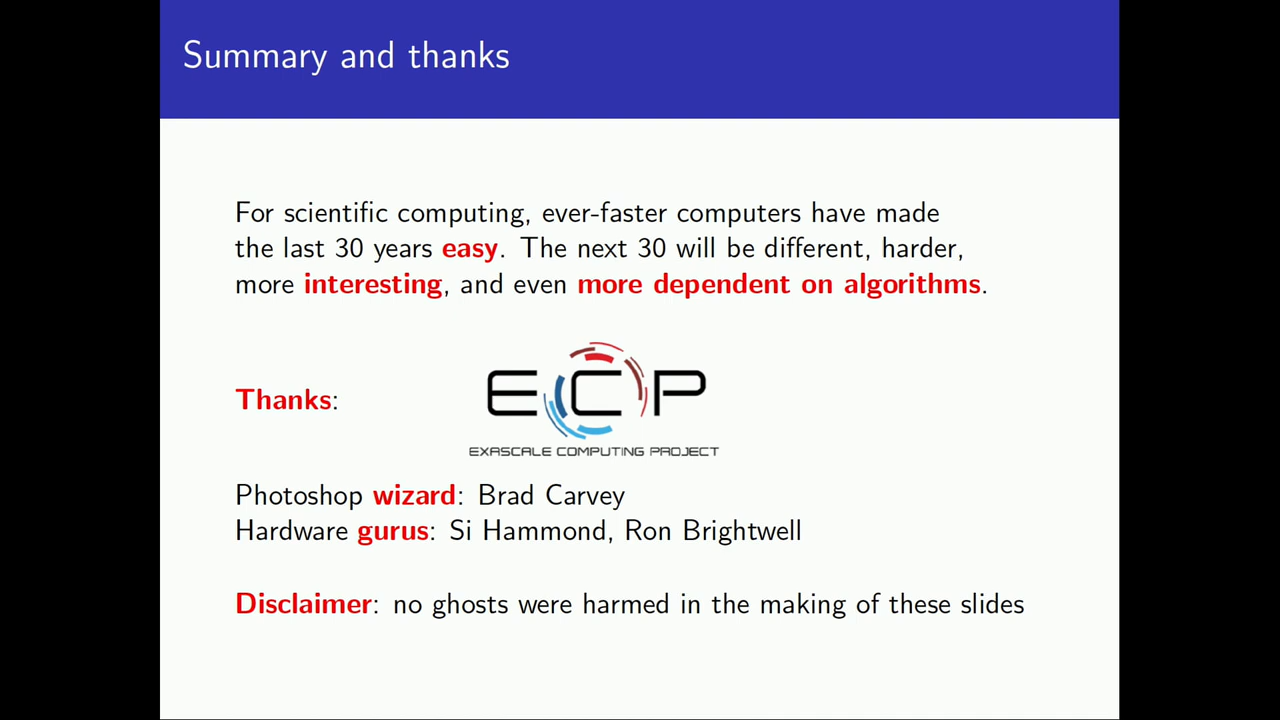 Summary and thanks
For scientific computing, ever-faster computers have made
the last 30 years easy. The next 30 will be different, harder,
more interesting, and even more dependent on algorithms.
Thanks:
ECP
EXASCALE COMPUTING PROJECT
Photoshop wizard: Brad Carvey
Hardware gurus: Si Hammond, Ron Brightwell
Disclaimer: no ghosts were harmed in the making of these slides